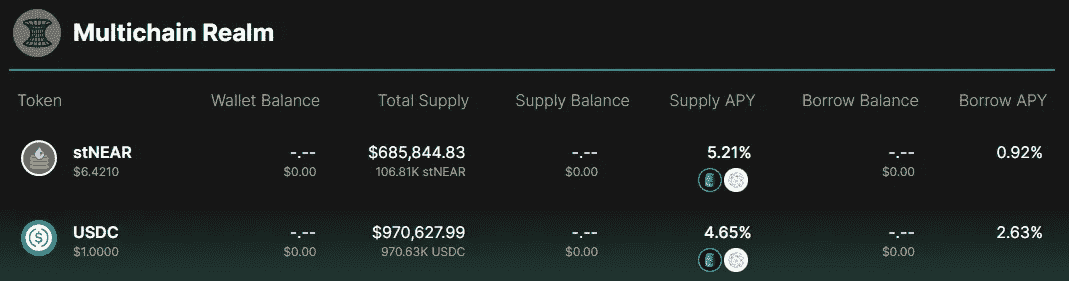 Multichain Realm
Token Wallet Balance Total Supply Supply Balance Supply APY Borrow Balance Borrow APY
stNEAR -.-- $685,844.83 -.-- 5.21% -.-- 0.92%
$6.4210 $0.00 106.81K stNEAR $0.00 $0.00
USDC -.-- $970,627.99 -.-- 4.65% -.-- 2.63%
$1.0000 $0.00 970.63K USDC $0.00 $0.00